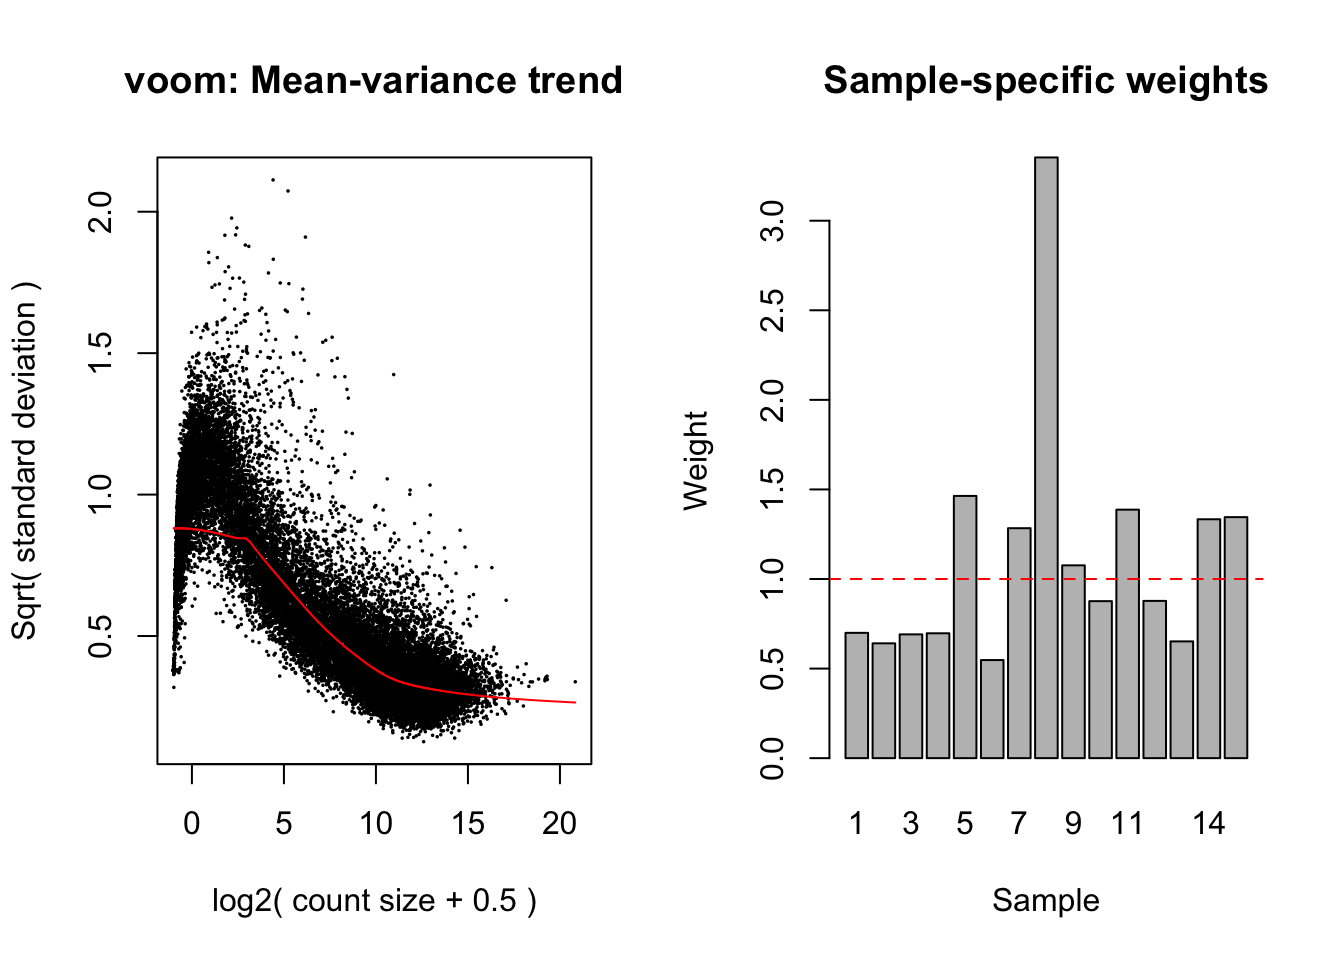 voom: Mean-variance trend
Sqrt( standard deviation )
2.0
1.5
1.0
0.5
0 5 10 15 20
log2( count size + 0.5 )
Sample-specific weights
Weight
3.0
2.5
2.0
1.5
1.0
0.5
0.0
1 3 5 7 9 11 14
Sample